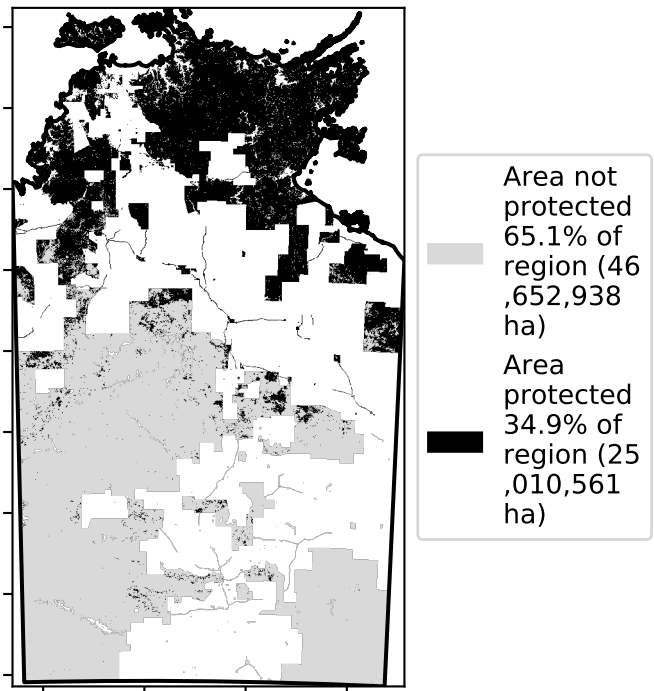 Area not
protected
65.1% of
region (46
,652,938
ha)
Area
protected
34.9% of
region (25
,010,561
ha)